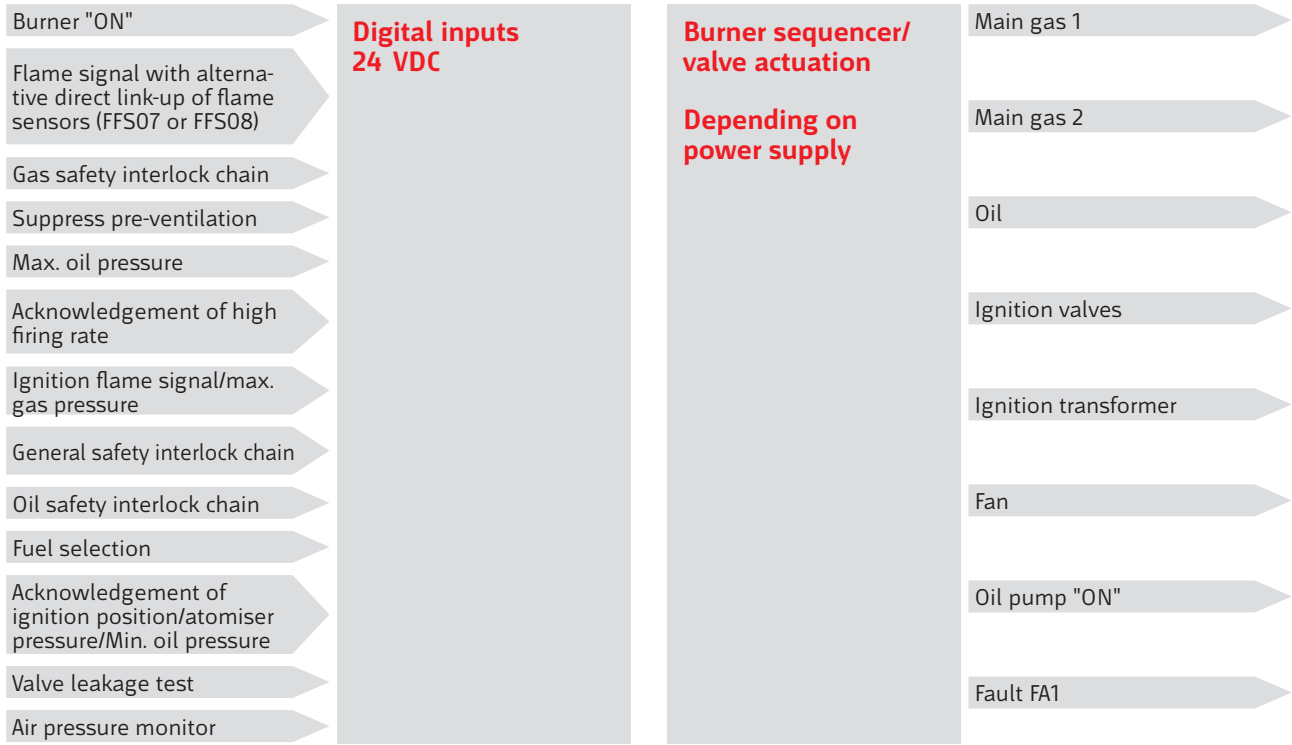 Burner "ON"
Flame signal with alterna-
tive direct link-up of flame
sensors (FFS07 or FFS08)
Gas safety interlock chain
Suppress pre-ventilation
Max. oil pressure
Acknowledgement of high
firing rate
Ignition flame signal/max.
gas pressure
General safety interlock chain
Oil safety interlock chain
Fuel selection
Acknowledgement of
ignition position/atomiser
pressure/Min. oil pressure
Valve leakage test
Air pressure monitor
Digital inputs
24 VDC
Burner sequencer/
valve actuation
Depending on
power supply
Main gas 1
Main gas 2
Oil
Ignition valves
Ignition transformer
Fan
Oil pump "ON"
Fault FA1